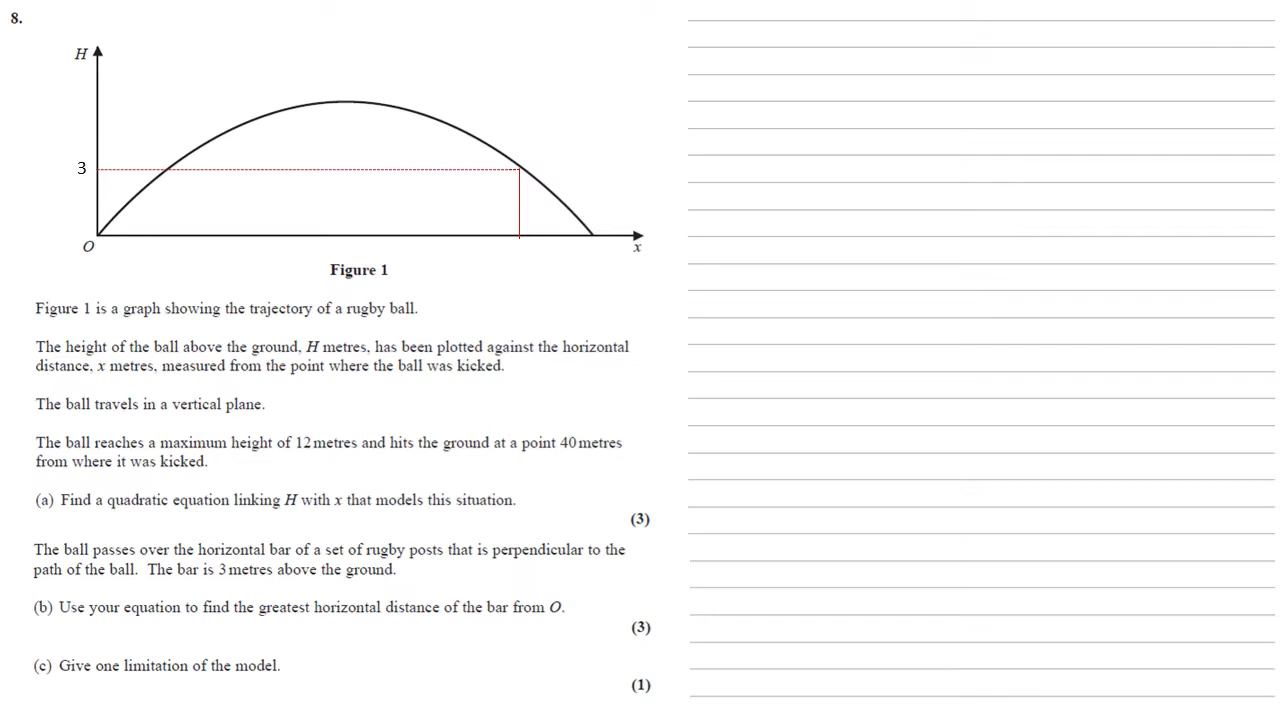 8.
H
3
O
x
Figure 1
Figure 1 is a graph showing the trajectory of a rugby ball.
The height of the ball above the ground, H metres, has been plotted against the horizontal
distance, x metres, measured from the point where the ball was kicked.
The ball travels in a vertical plane.
The ball reaches a maximum height of 12 metres and hits the ground at a point 40 metres
from where it was kicked.
(a) Find a quadratic equation linking H with x that models this situation.
(3)
The ball passes over the horizontal bar of a set of rugby posts that is perpendicular to the
path of the ball. The bar is 3 metres above the ground.
(b) Use your equation to find the greatest horizontal distance of the bar from O.
(3)
(c) Give one limitation of the model.
(1)